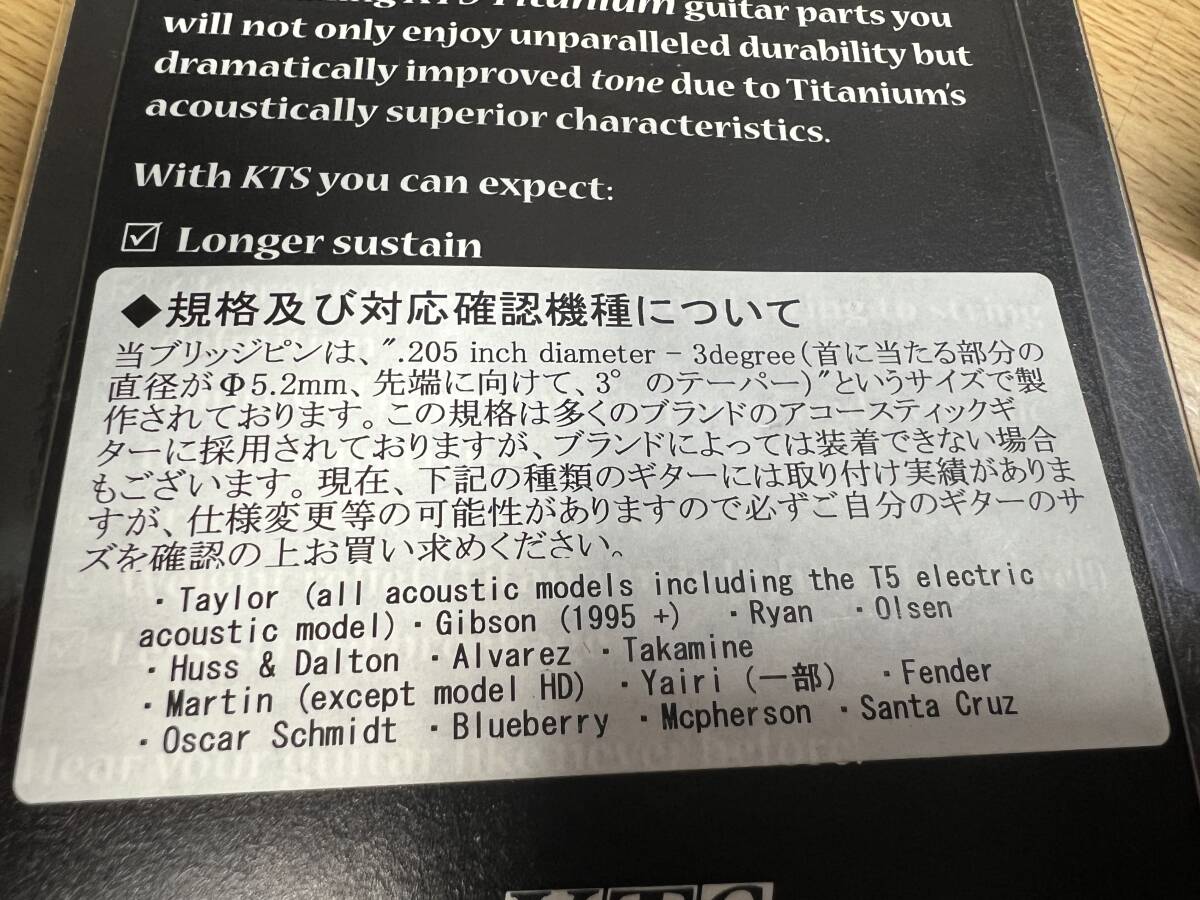 Titanium guitar parts you
will not only enjoy unparalleled durability but
dramatically improved tone due to Titanium's
acoustically superior characteristics.
With KTS you can expect:
☑ Longer sustain
◆規格及び対応確認機種について
当ブリッジピンは、".205 inch diameter - 3degree(首に当たる部分の
直径がΦ5.2mm、先端に向けて、3°のテーパー)"というサイズで製
作されております。この規格は多くのブランドのアコースティックギ
ターに採用されておりますが、ブランドによっては装着できない場合
もございます。現在、下記の種類のギターには取り付け実績がありま
すが、仕様変更等の可能性がありますので必ずご自分のギターのサ
ズを確認の上お買い求めください。
・Taylor (all acoustic models including the T5 electric
acoustic model)・Gibson (1995 +) ・Ryan ・Olsen
・Huss & Dalton ・Alvarez ・Takamine
・Martin (except model HD) ・Yairi (一部) ・Fender
・Oscar Schmidt ・Blueberry ・Mcpherson ・Santa Cruz
Hear your guitar like never before.
KTS